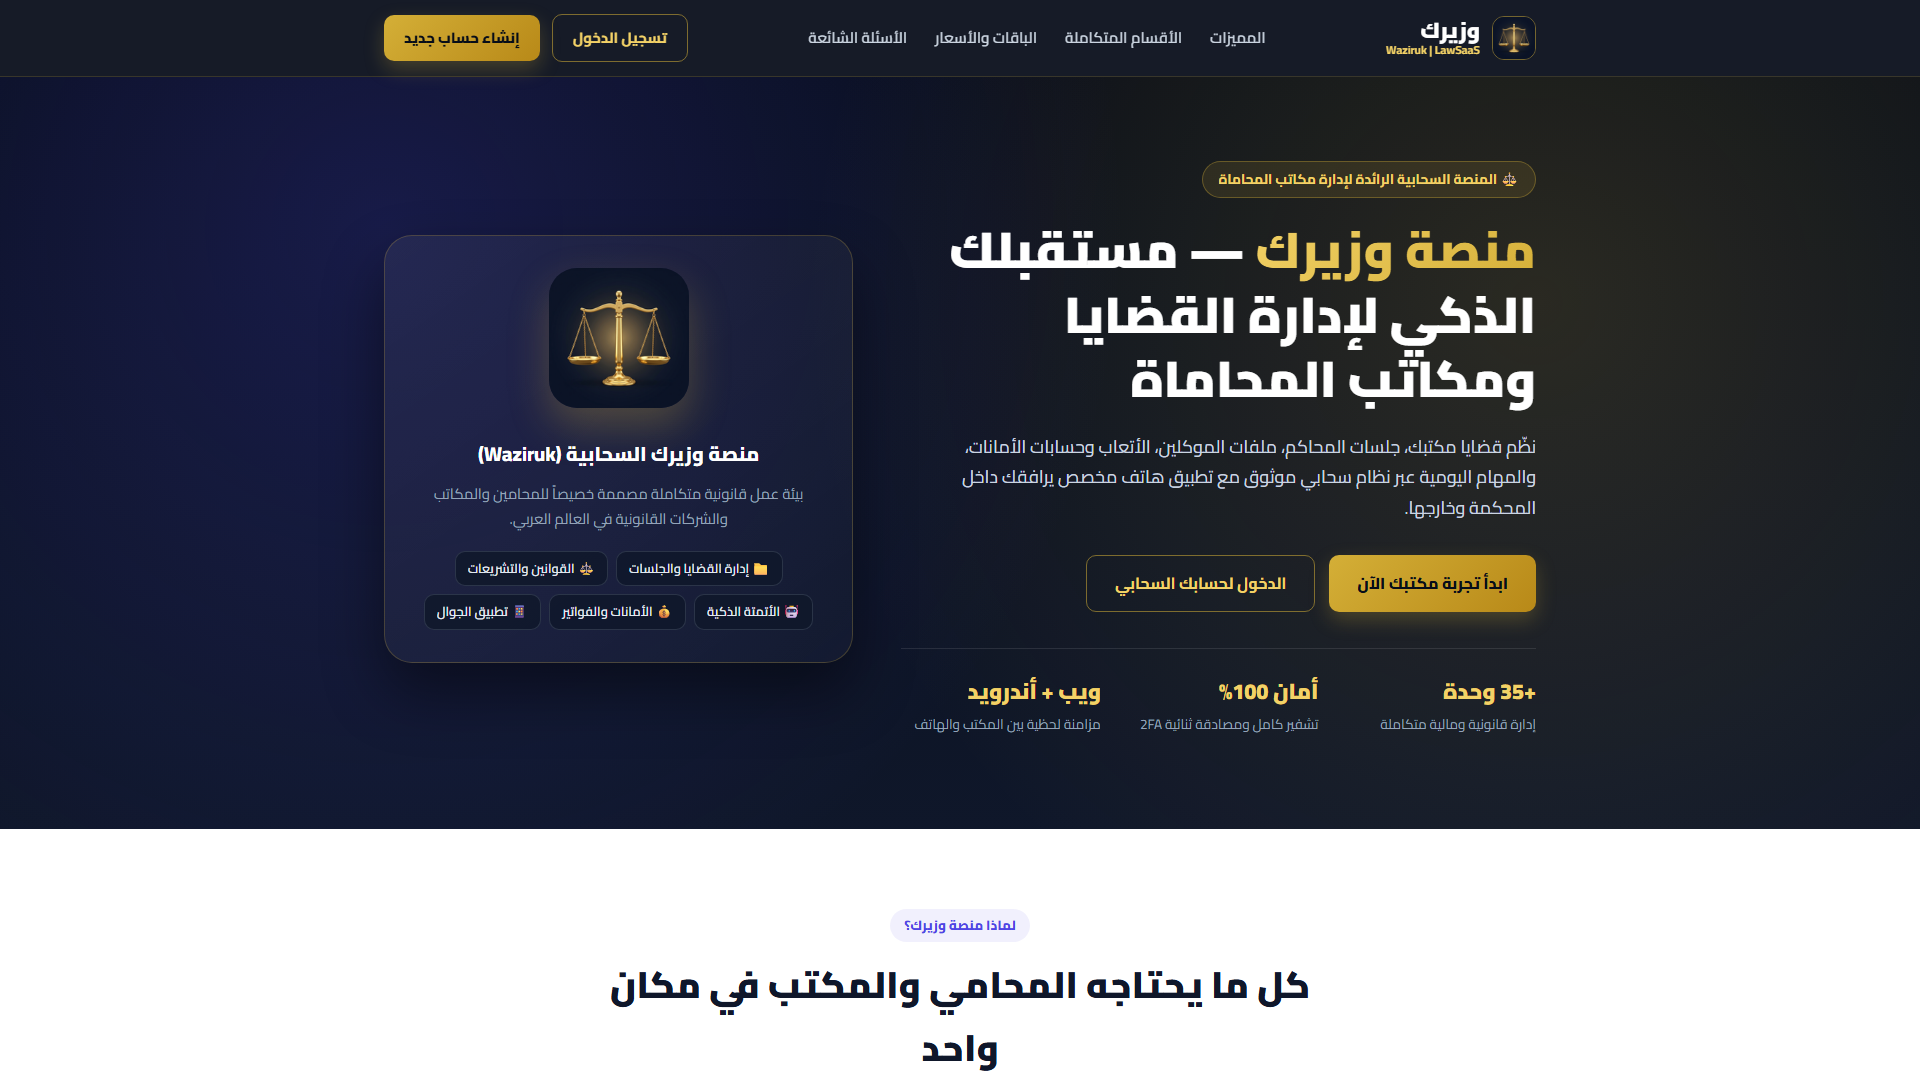 وزيرك
Waziruk | LawSaaS
المميزات
الأقسام المتكاملة
الباقات والأسعار
الأسئلة الشائعة
تسجيل الدخول
إنشاء حساب جديد
المنصة السحابية الرائدة لإدارة مكاتب المحاماة
منصة وزيرك — مستقبلك
الذكي لإدارة القضايا
ومكاتب المحاماة
نظّم قضايا مكتبك، جلسات المحاكم، ملفات الموكلين، الأتعاب وحسابات الأمانات،
والمهام اليومية عبر نظام سحابي موثوق مع تطبيق هاتف مخصص يرافقك داخل
المحكمة وخارجها.
ابدأ تجربة مكتبك الآن
الدخول لحسابك السحابي
+35 وحدة
إدارة قانونية ومالية متكاملة
أمان 100%
تشفير كامل ومصادقة ثنائية 2FA
ويب + أندرويد
مزامنة لحظية بين المكتب والهاتف
منصة وزيرك السحابية (Waziruk)
بيئة عمل قانونية متكاملة مصممة خصيصاً للمحامين والمكاتب
والشركات القانونية في العالم العربي.
إدارة القضايا والجلسات
القوانين والتشريعات
الأتمتة الذكية
الأمانات والفواتير
تطبيق الجوال
لماذا منصة وزيرك؟
كل ما يحتاجه المحامي والمكتب في مكان
واحد